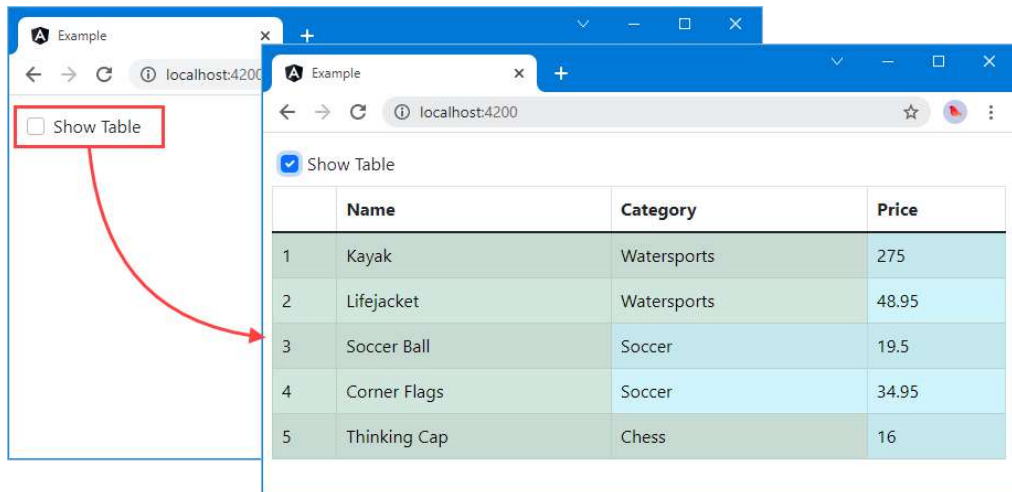 Example
localhost:4200
Show Table
Example
localhost:4200
Show Table
Name Category Price
1 Kayak Watersports 275
2 Lifejacket Watersports 48.95
3 Soccer Ball Soccer 19.5
4 Corner Flags Soccer 34.95
5 Thinking Cap Chess 16